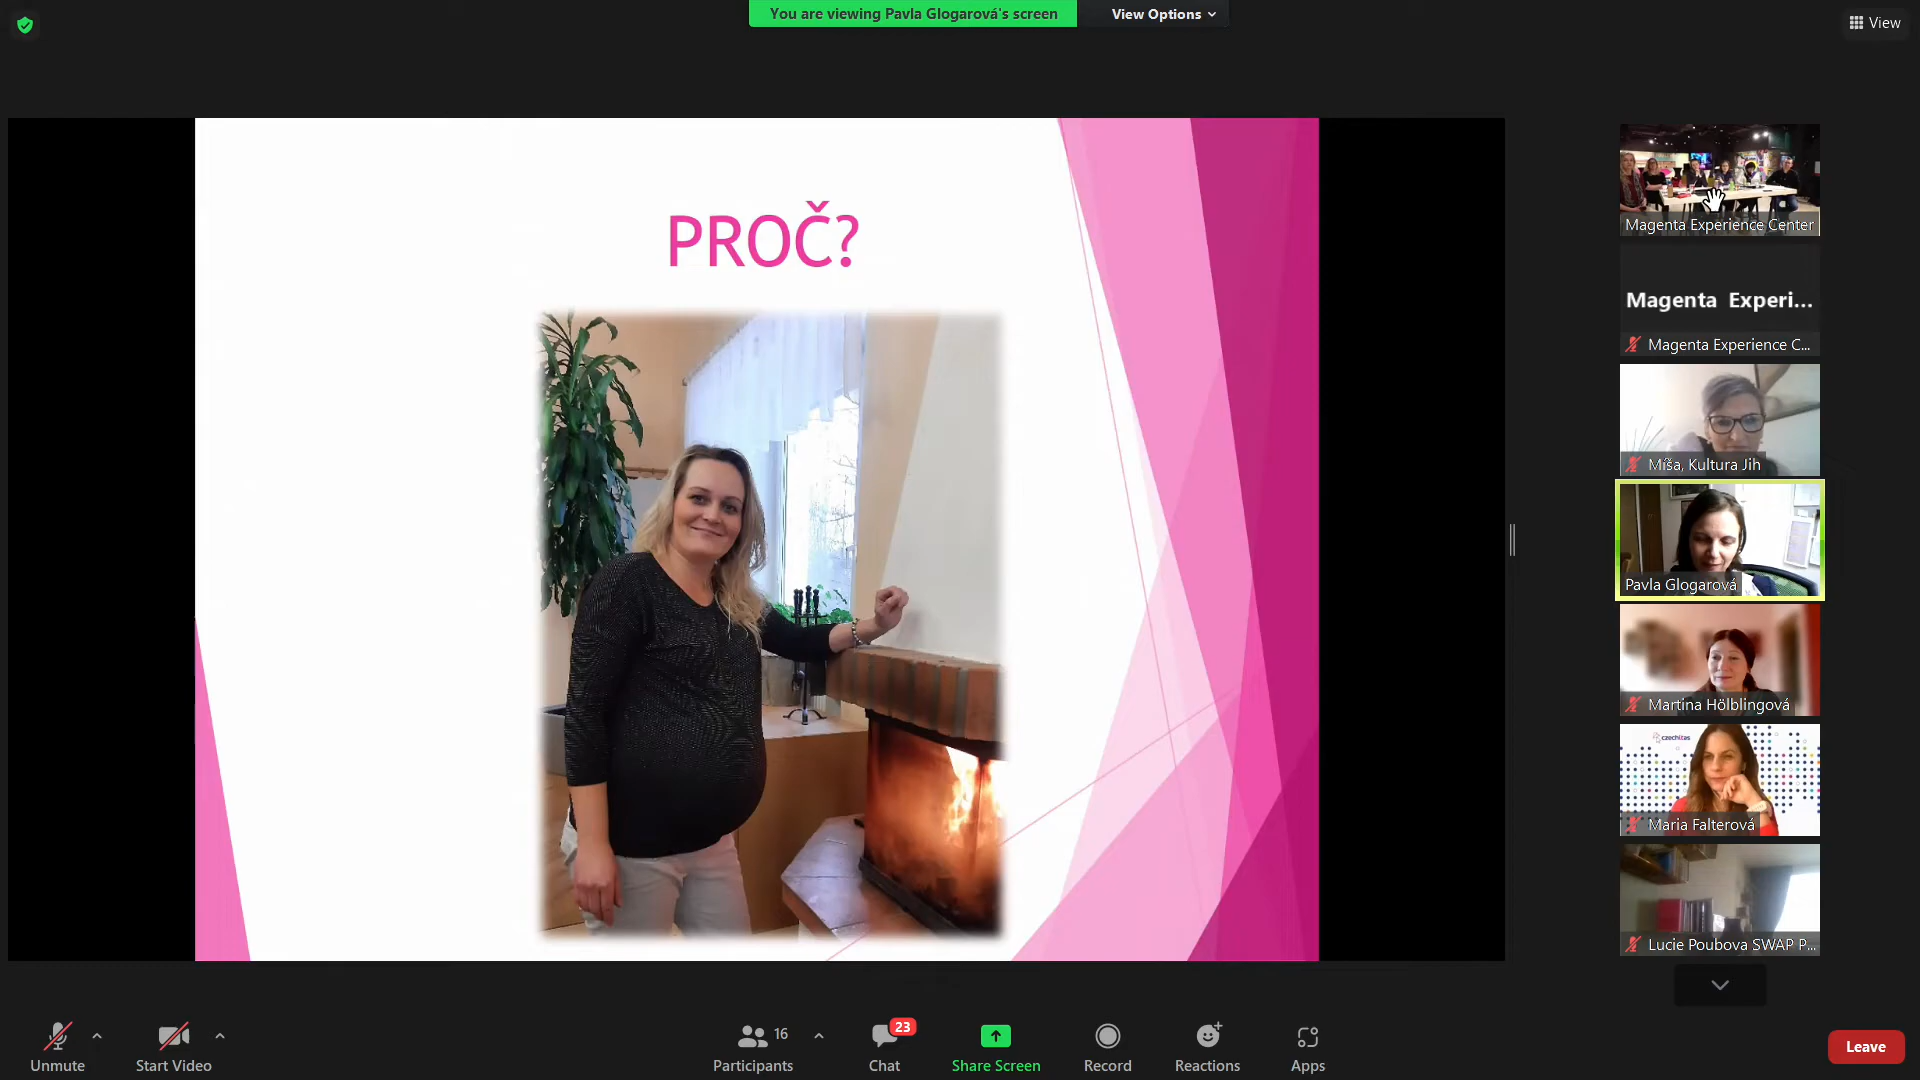 You are viewing Pavla Glogarová's screen
View Options
View
PROČ?
Magenta Experience Center
Magenta Experi...
Magenta Experience C...
Míša, Kultura Jih
Pavla Glogarová
Martina Hölblingová
czechitas
Maria Falterová
Lucie Poubova SWAP P...
Unmute
Start Video
Participants
16
Chat
23
Share Screen
Record
Reactions
Apps
Leave